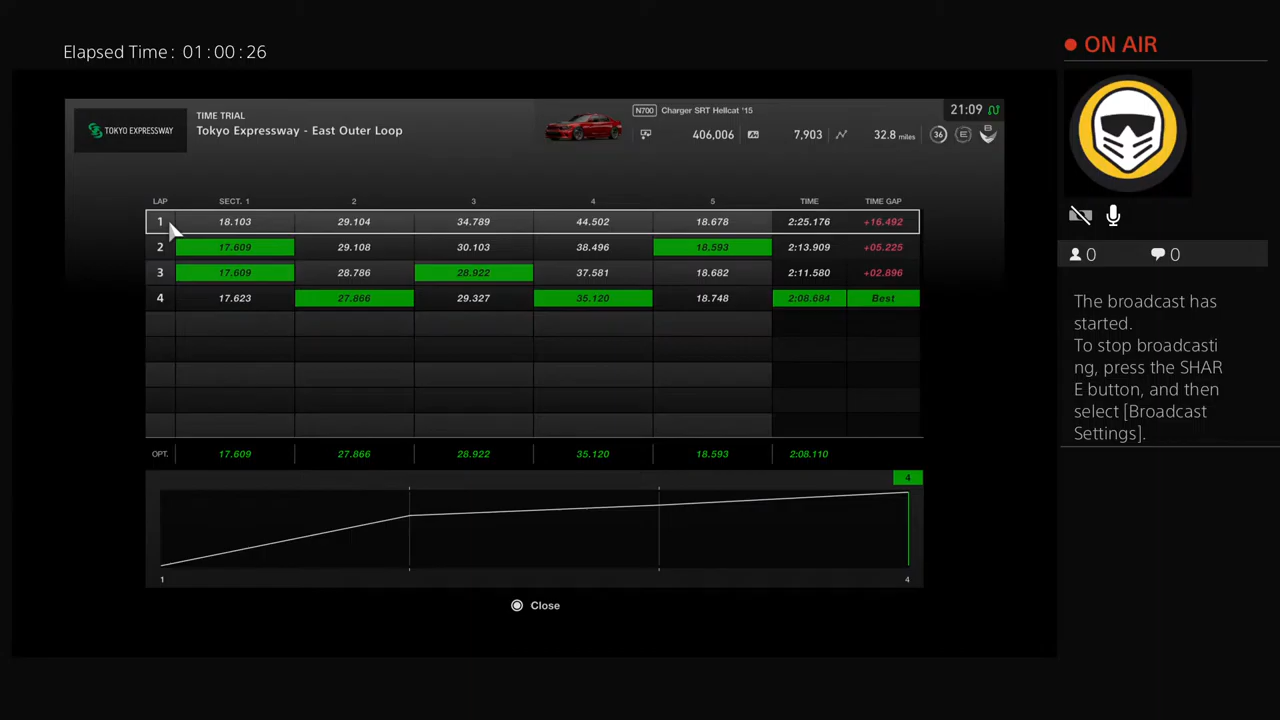 Elapsed Time: 01:00:26
ON AIR
TOKYO EXPRESSWAY
TIME TRIAL
Tokyo Expressway - East Outer Loop
N700 Charger SRT Hellcat '15
406,006 7,903 32.8 miles 36 E B
21:09
0 0
The broadcast has
started.
To stop broadcasti
ng, press the SHAR
E button, and then
select [Broadcast
Settings].
LAP SECT. 1 2 3 4 5 TIME TIME GAP
1 18.103 29.104 34.789 44.502 18.678 2:25.176 +16.492
2 17.609 29.108 30.103 38.496 18.593 2:13.909 +05.225
3 17.609 28.786 28.922 37.581 18.682 2:11.580 +02.896
4 17.623 27.866 29.327 35.120 18.748 2:08.684 Best
OPT. 17.609 27.866 28.922 35.120 18.593 2:08.110
4
1 4
Close